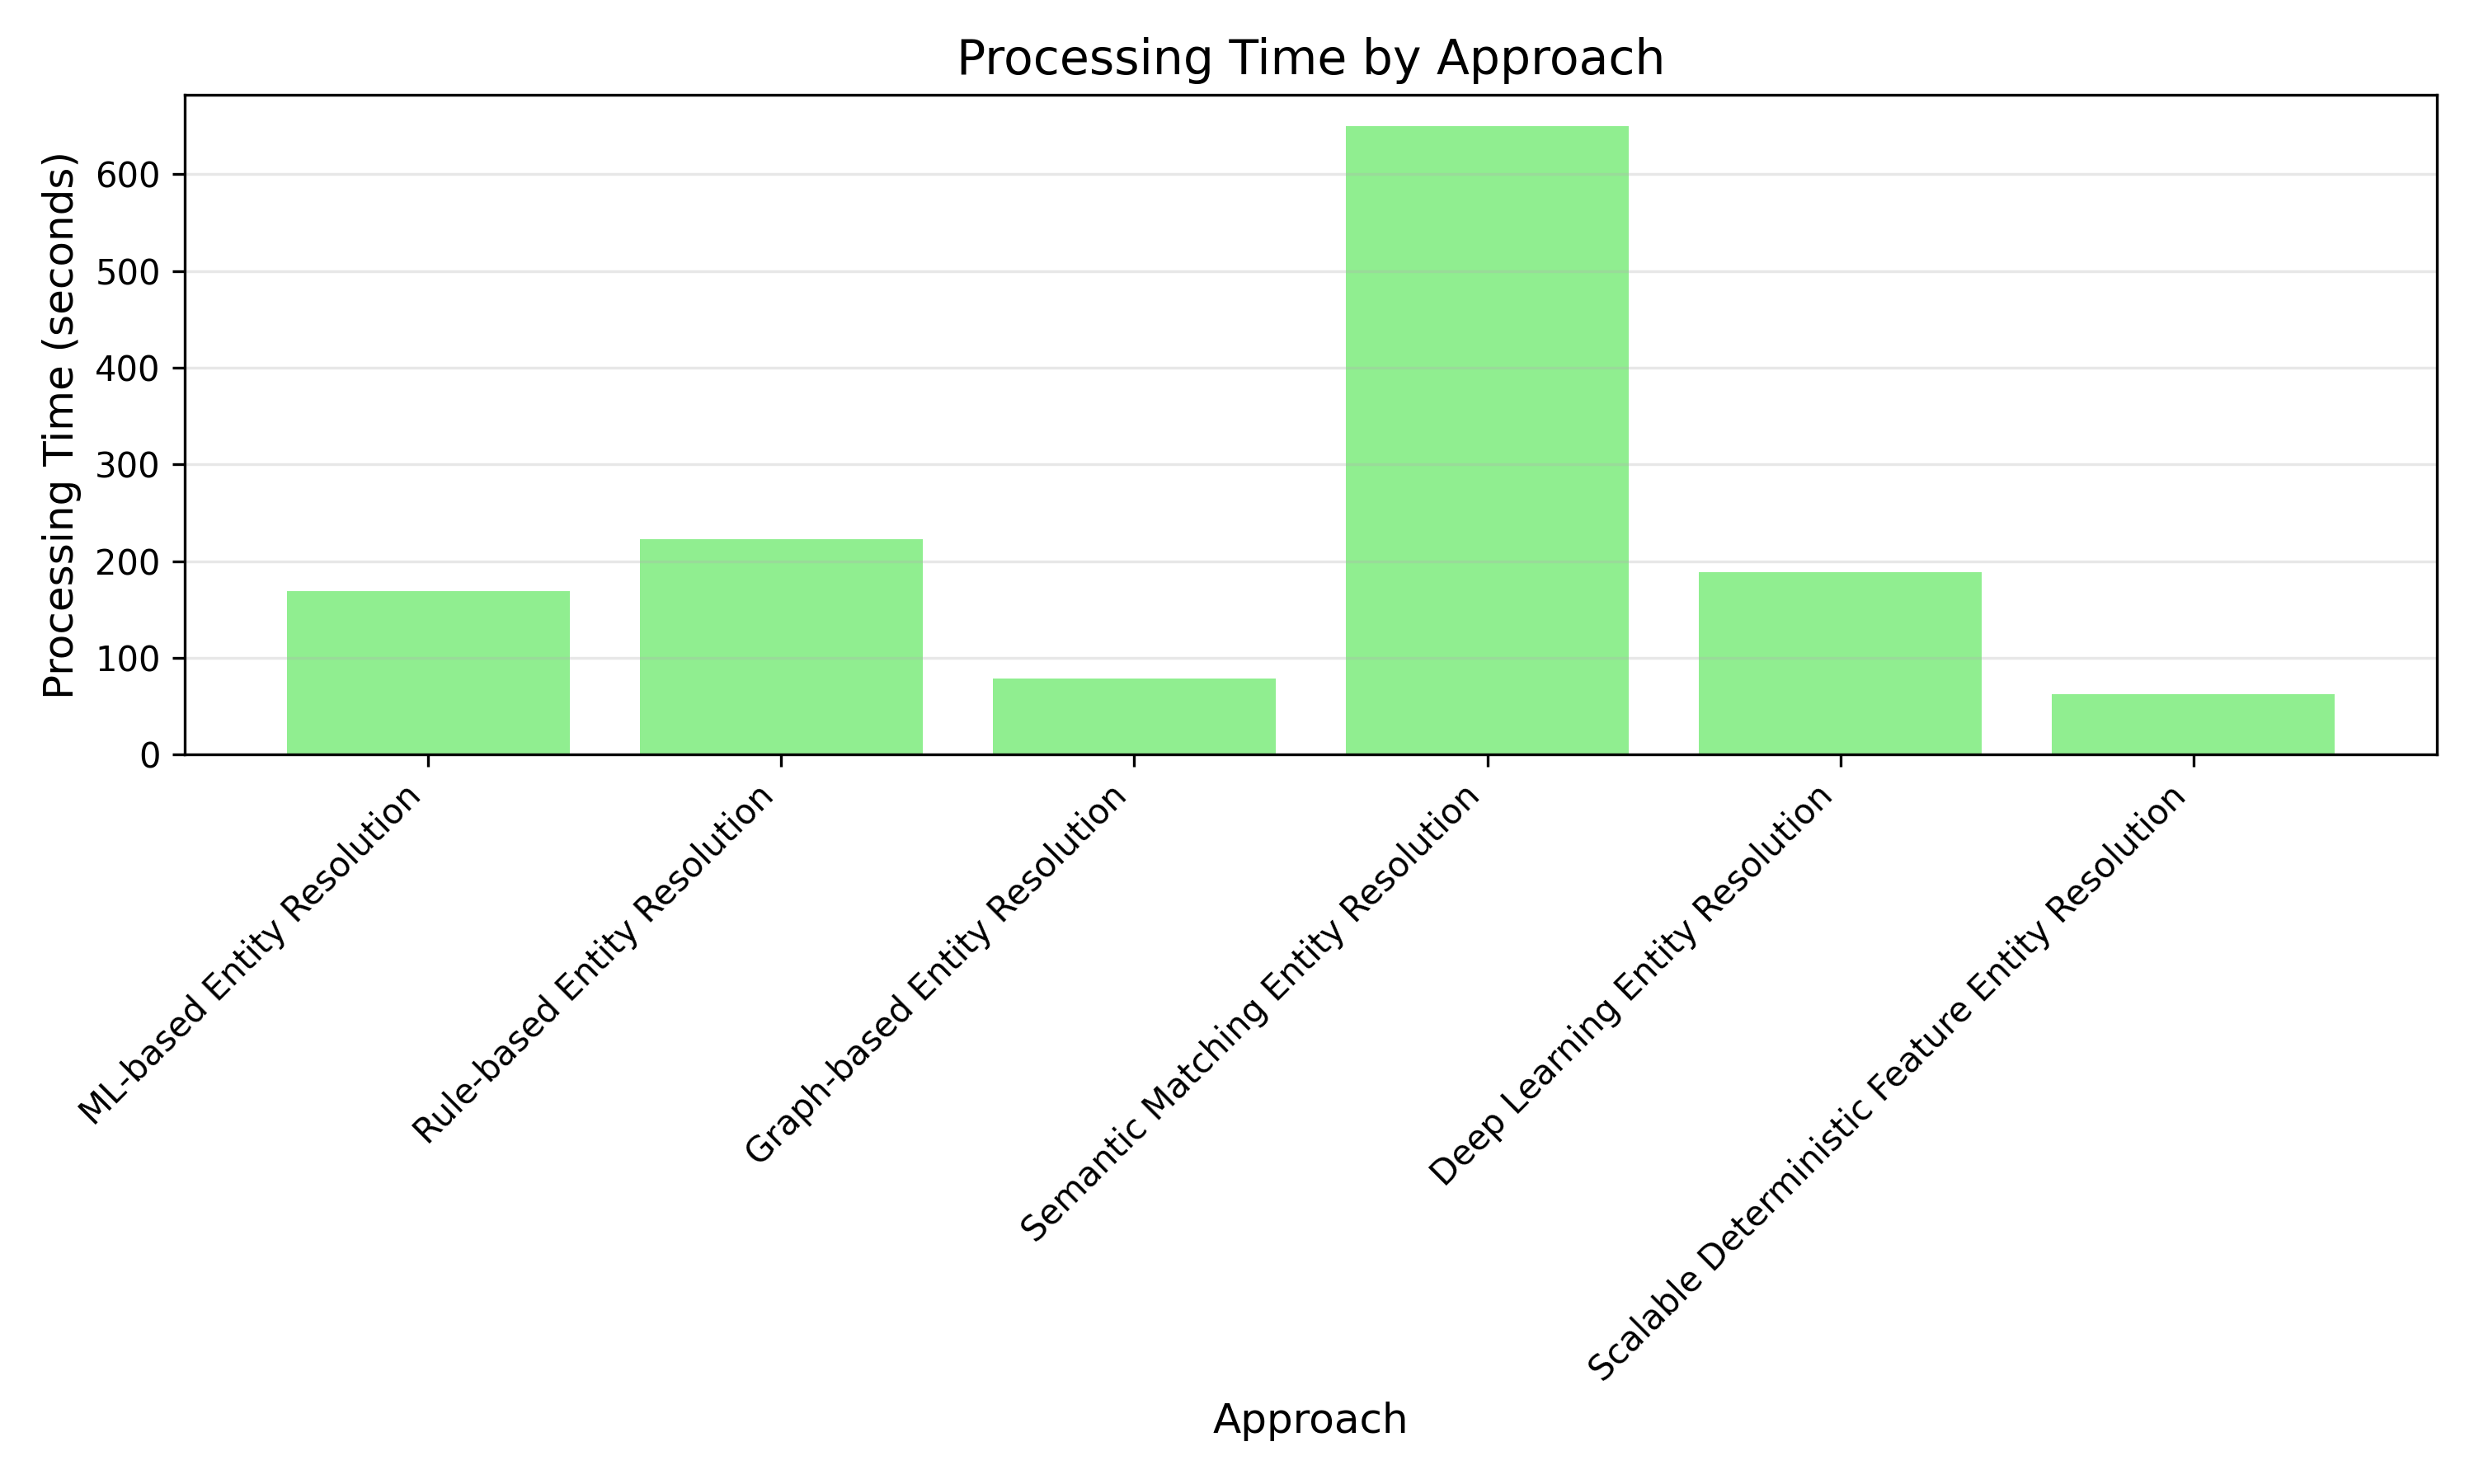 Processing Time by Approach
Processing Time (seconds)
600
500
400
300
200
100
0
ML-based Entity Resolution
Rule-based Entity Resolution
Graph-based Entity Resolution
Semantic Matching Entity Resolution
Deep Learning Entity Resolution
Scalable Deterministic Feature Entity Resolution
Approach